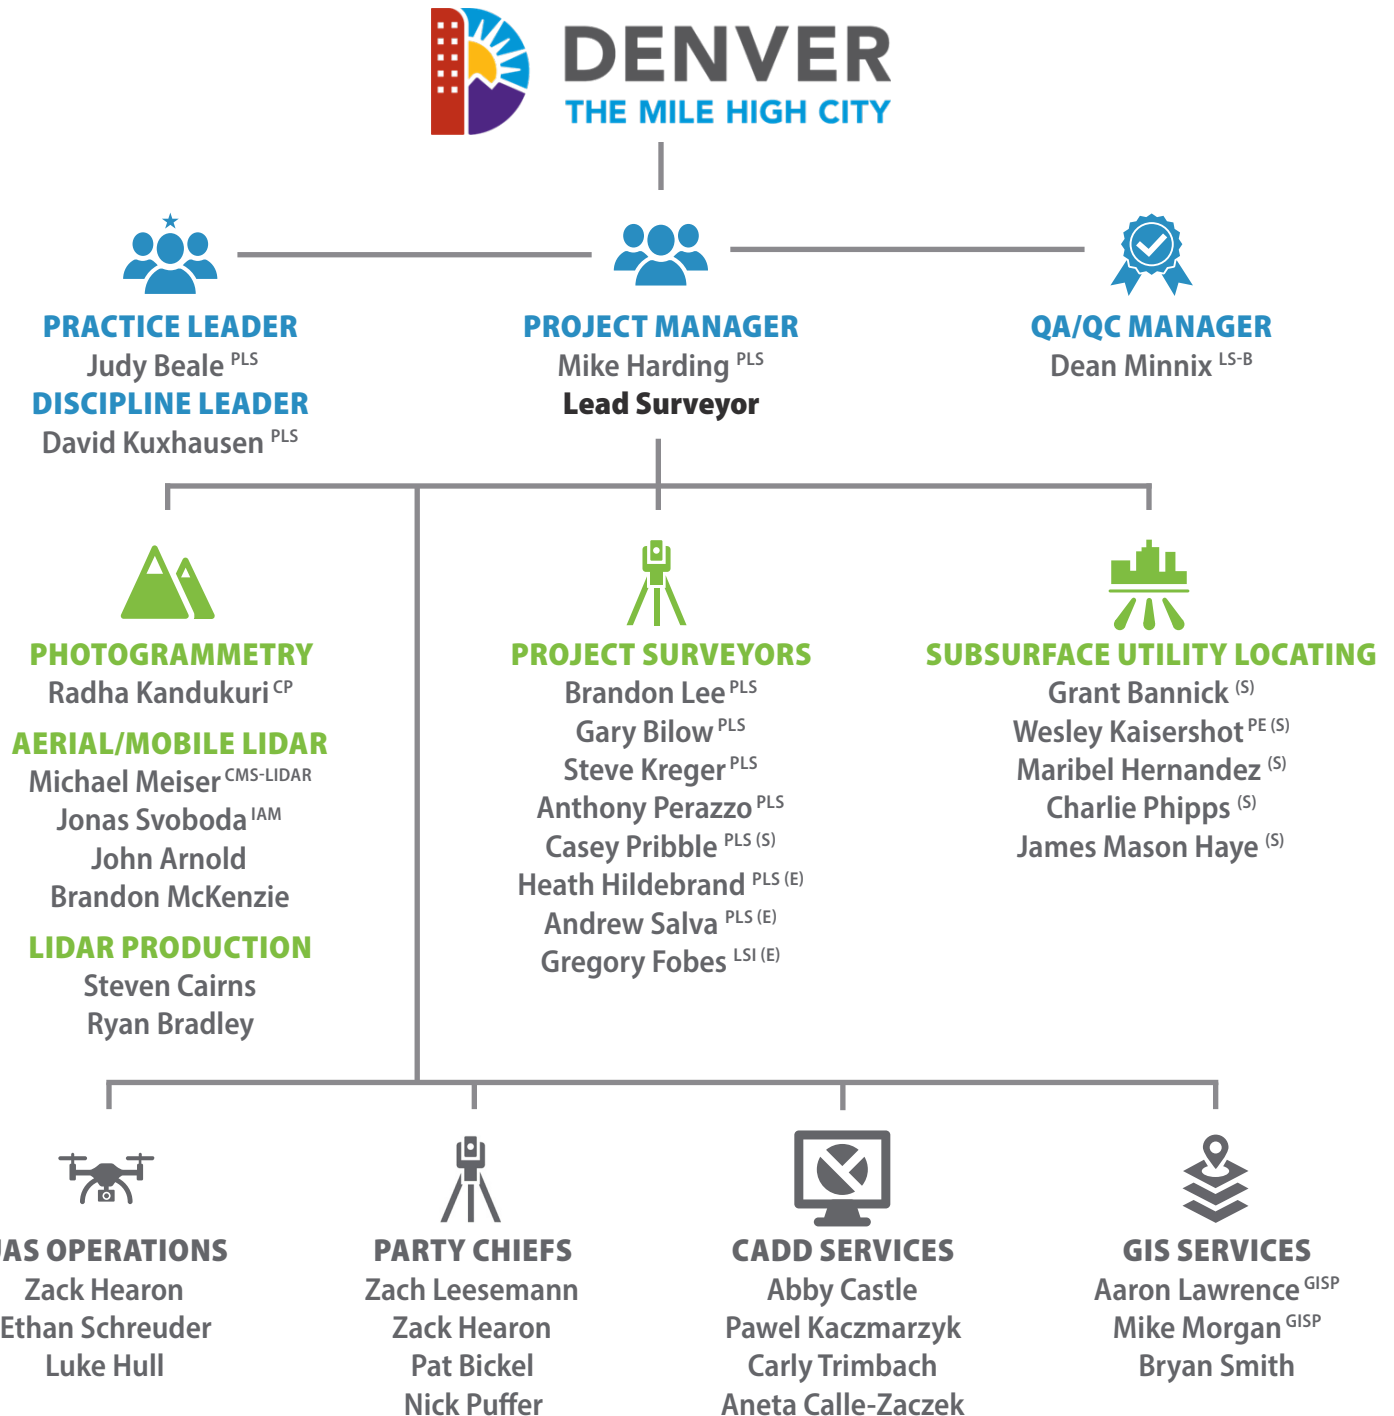 DENVER
THE MILE HIGH CITY
PRACTICE LEADER
Judy Beale PLS
DISCIPLINE LEADER
David Kuxhausen PLS
PROJECT MANAGER
Mike Harding PLS
Lead Surveyor
QA/QC MANAGER
Dean Minnix LS-B
PHOTOGRAMMETRY
Radha Kandukuri CP
AERIAL/MOBILE LIDAR
Michael Meiser CMS-LIDAR
Jonas Svoboda IAM
John Arnold
Brandon McKenzie
LIDAR PRODUCTION
Steven Cairns
Ryan Bradley
PROJECT SURVEYORS
Brandon Lee PLS
Gary Bilow PLS
Steve Kreger PLS
Anthony Perazzo PLS
Casey Pribble PLS (S)
Heath Hildebrand PLS (E)
Andrew Salva PLS (E)
Gregory Fobes LSI (E)
SUBSURFACE UTILITY LOCATING
Grant Bannick (S)
Wesley Kaisershot PE (S)
Maribel Hernandez (S)
Charlie Phipps (S)
James Mason Haye (S)
UAS OPERATIONS
Zack Hearon
Ethan Schreuder
Luke Hull
PARTY CHIEFS
Zach Leesemann
Zack Hearon
Pat Bickel
Nick Puffer
CADD SERVICES
Abby Castle
Pawel Kaczmarzyk
Carly Trimbach
Aneta Calle-Zaczek
GIS SERVICES
Aaron Lawrence GISP
Mike Morgan GISP
Bryan Smith